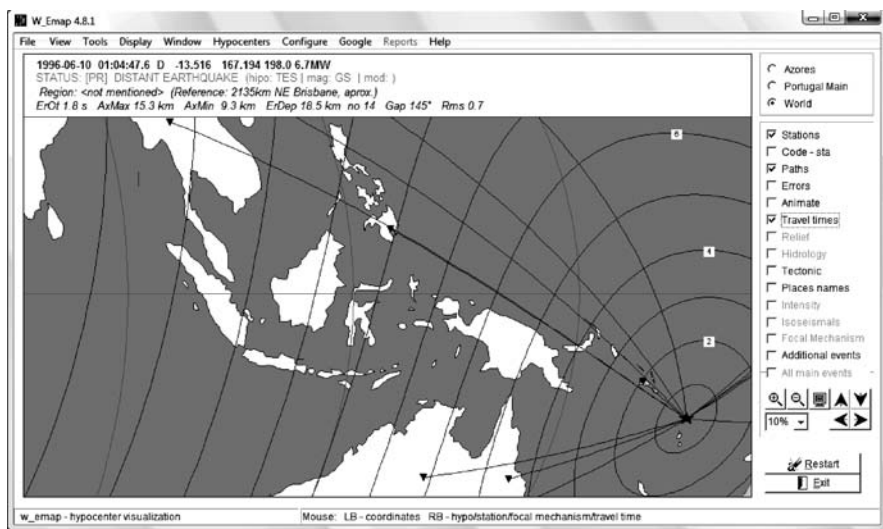 W_Emap 4.8.1
File View Tools Display Window Hypocenters Configure Google Reports Help
1996-06-10 01:04:47.6 D -13.516 167.194 198.0 6.7MW
STATUS: [PR] DISTANT EARTHQUAKE (hipo: TES | mag: GS | mod: )
Region: <not mentioned> (Reference: 2135km NE Brisbane, aprox.)
ErOt 1.8 s AxMax 15.3 km AxMin 9.3 km ErDep 18.5 km no 14 Gap 145° Rms 0.7
6
4
2
Azores
Portugal Main
World
Stations
Code - sta
Paths
Errors
Animate
Travel times
Relief
Hidrology
Tectonic
Places names
Intensity
Isoseismals
Focal Mechanism
Additional events
All main events
10%
Restart
Exit
w_emap - hypocenter visualization
Mouse: LB - coordinates RB - hypo/station/focal mechanism/travel time